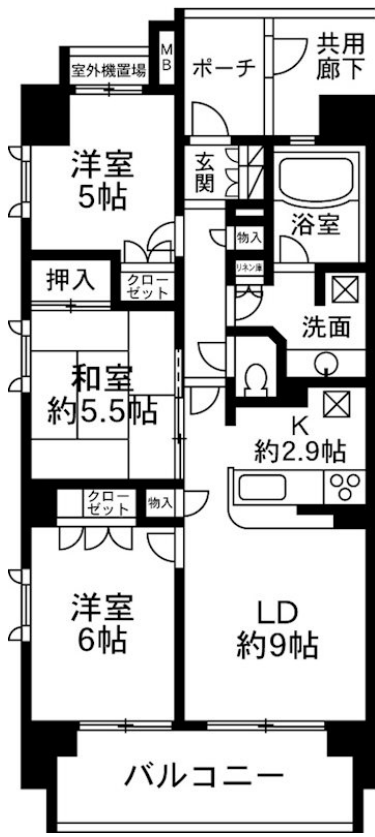 MB
室外機置場
ポーチ
共用
廊下
洋室
5帖
玄関
浴室
物入
リネン庫
押入
クロー
ゼット
洗面
和室
約5.5帖
K
約2.9帖
クロー
ゼット
物入
洋室
6帖
LD
約9帖
バルコニー